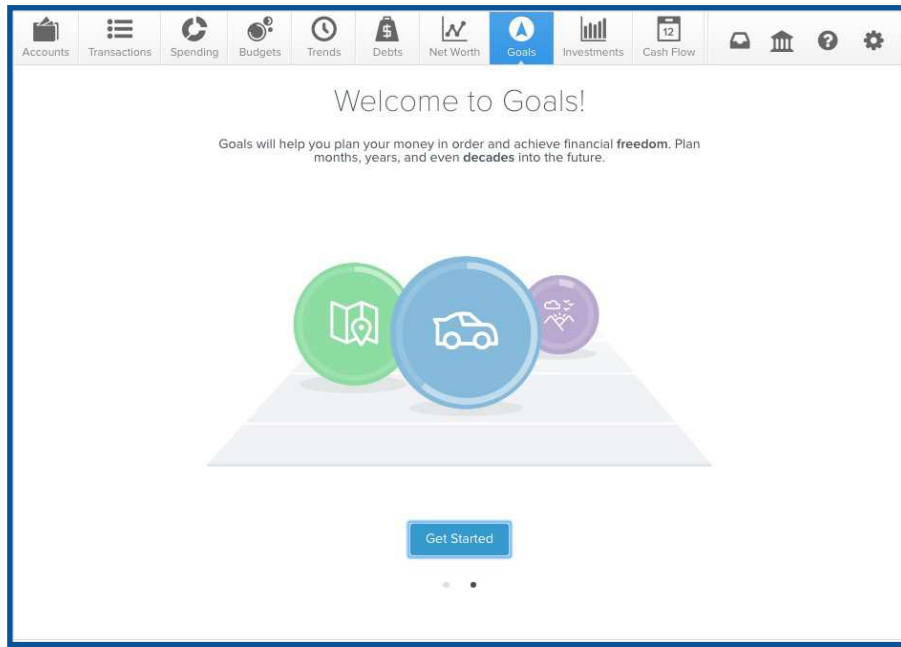 Accounts Transactions Spending Budgets Trends Debts Net Worth Goals Investments Cash Flow
12
Welcome to Goals!
Goals will help you plan your money in order and achieve financial freedom. Plan
months, years, and even decades into the future.
Get Started